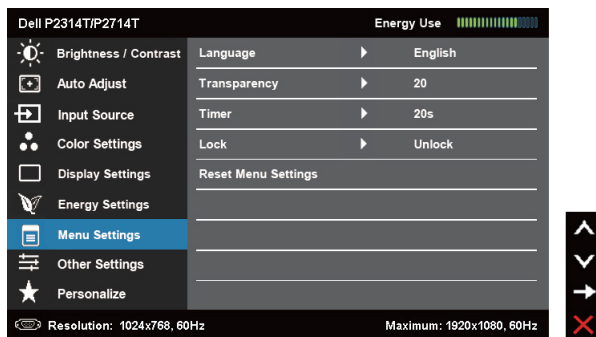 Dell P2314T/P2714T Energy Use
Brightness / Contrast Language English
Auto Adjust Transparency 20
Input Source Timer 20s
Color Settings Lock Unlock
Display Settings Reset Menu Settings
Energy Settings
Menu Settings
Other Settings
Personalize
Resolution: 1024x768, 60Hz Maximum: 1920x1080, 60Hz